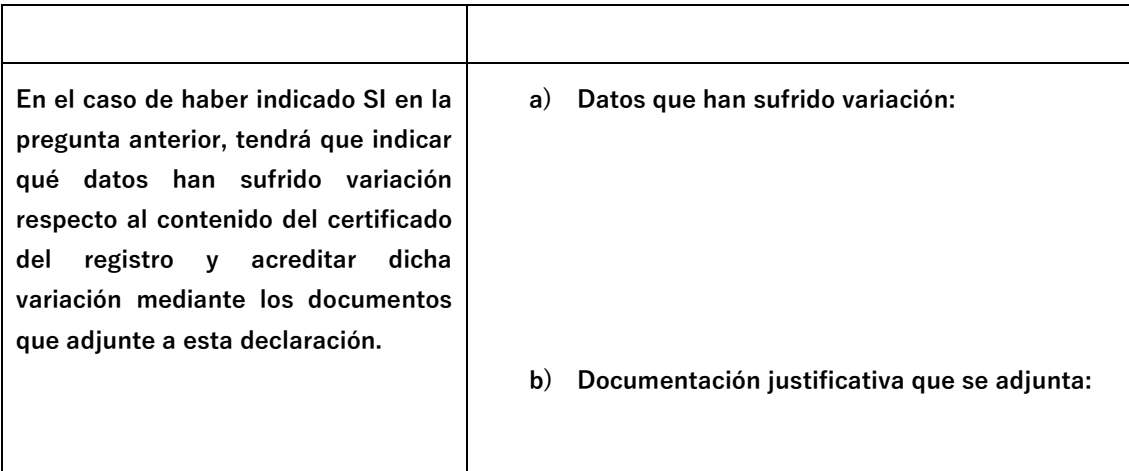 En el caso de haber indicado SI en la
pregunta anterior, tendrá que indicar
qué datos han sufrido variación
respecto al contenido del certificado
del registro y acreditar dicha
variación mediante los documentos
que adjunte a esta declaración.
a) Datos que han sufrido variación:
b) Documentación justificativa que se adjunta: